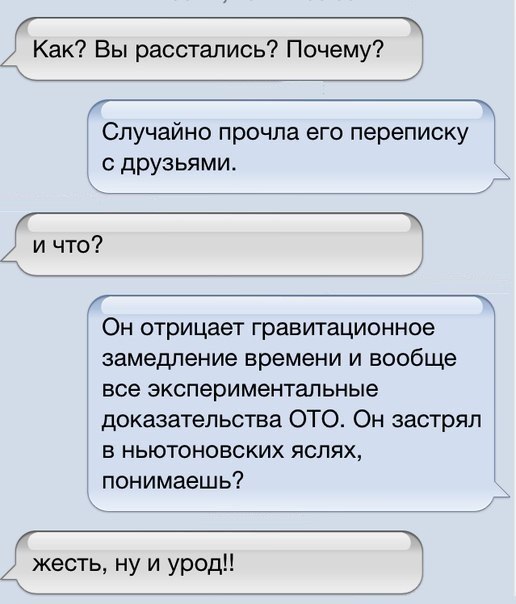 Как? Вы расстались? Почему?
Случайно прочла его переписку
с друзьями.
и что?
Он отрицает гравитационное
замедление времени и вообще
все экспериментальные
доказательства ОТО. Он застрял
в ньютоновских яслях,
понимаешь?
жесть, ну и урод!!